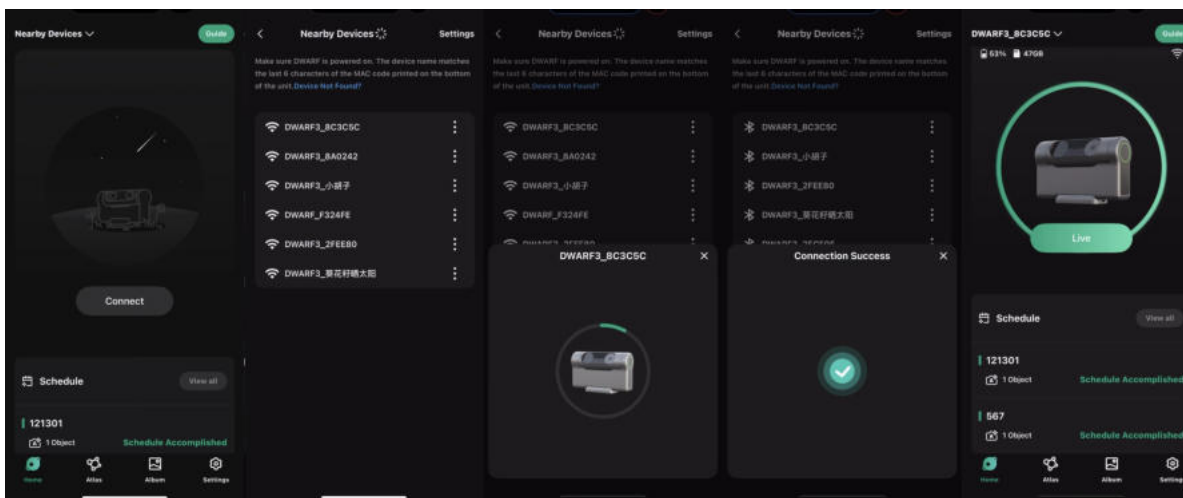 Nearby Devices
Guide
Connect
Schedule
View all
121301
1 Object
Schedule Accomplished
Home
Atlas
Album
Settings
Nearby Devices
Settings
Make sure DWARF is powered on. The device name matches
the last 6 characters of the MAC code printed on the bottom
of the unit.Device Not Found?
DWARF3_8C3C5C
DWARF3_8A0242
DWARF3_小胡子
DWARF_F324FE
DWARF3_2FEE80
DWARF3_葵花籽晒太阳
Nearby Devices
Settings
Make sure DWARF is powered on. The device name matches
the last 6 characters of the MAC code printed on the bottom
of the unit.Device Not Found?
DWARF3_8C3C5C
DWARF3_8A0242
DWARF3_小胡子
DWARF_F324FE
DWARF3_2FEE80
DWARF3_8C3C5C
Nearby Devices
Settings
Make sure DWARF is powered on. The device name matches
the last 6 characters of the MAC code printed on the bottom
of the unit.Device Not Found?
DWARF3_8C3C5C
DWARF3_小胡子
DWARF3_2FEE80
DWARF3_葵花籽晒太阳
Connection Success
DWARF3_8C3C5C
Guide
53%
47GB
Live
Schedule
View all
121301
1 Object
Schedule Accomplished
567
1 Object
Schedule Accomplished
Home
Atlas
Album
Setting